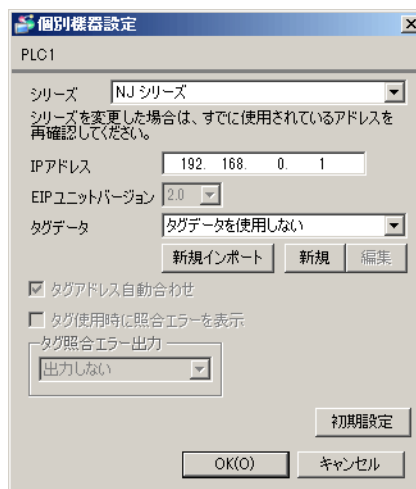 個別機器設定
PLC1
シリーズ NJ シリーズ
シリーズを変更した場合は、すでに使用されているアドレスを
再確認してください。
IPアドレス 192. 168. 0. 1
EIPユニットバージョン 2.0
タグデータ タグデータを使用しない
新規インポート 新規 編集
タグアドレス自動合わせ
タグ使用時に照合エラーを表示
タグ照合エラー出力
出力しない
初期設定
OK(O) キャンセル